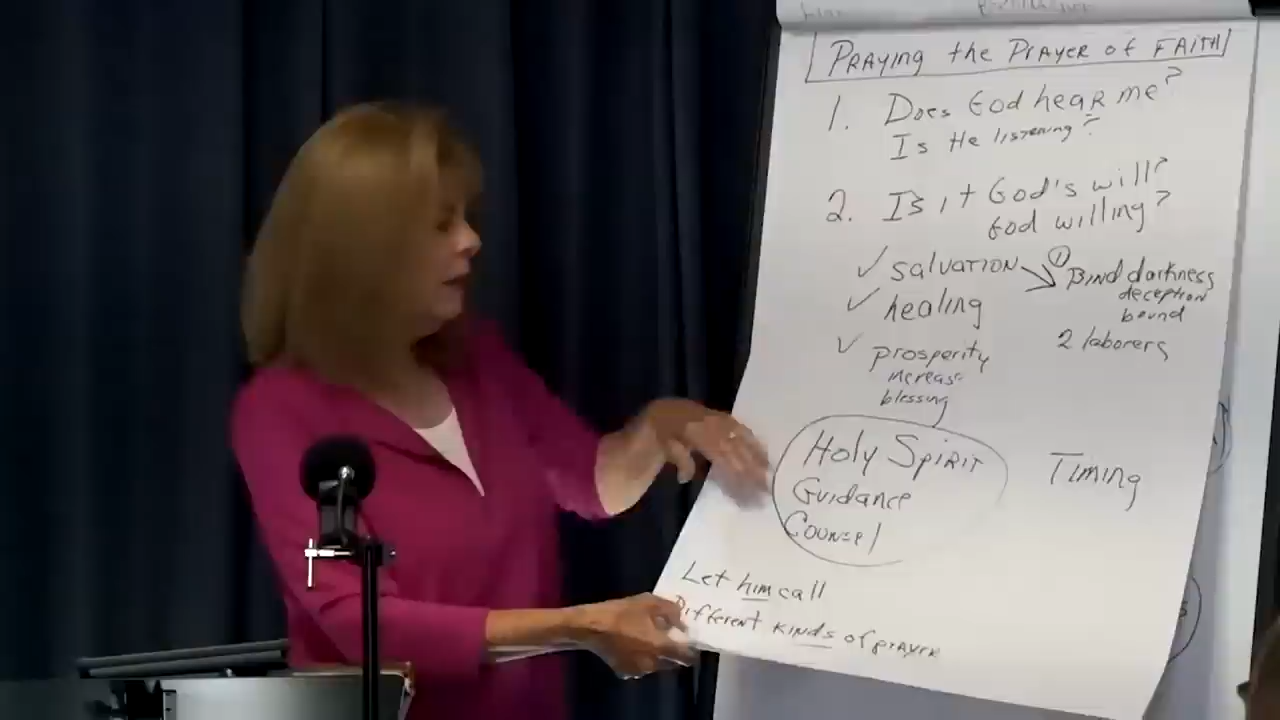 PRAYING the PRAYER of FAITH
1. Does God hear me?
Is He listening?
2. Is it God's will?
God willing?
✓ salvation ① Bind darkness
deception
bound
✓ healing
2 laborers
✓ prosperity
increase
blessing
Holy Spirit
Guidance
Counsel
Timing
Let him call
Different kinds of prayer